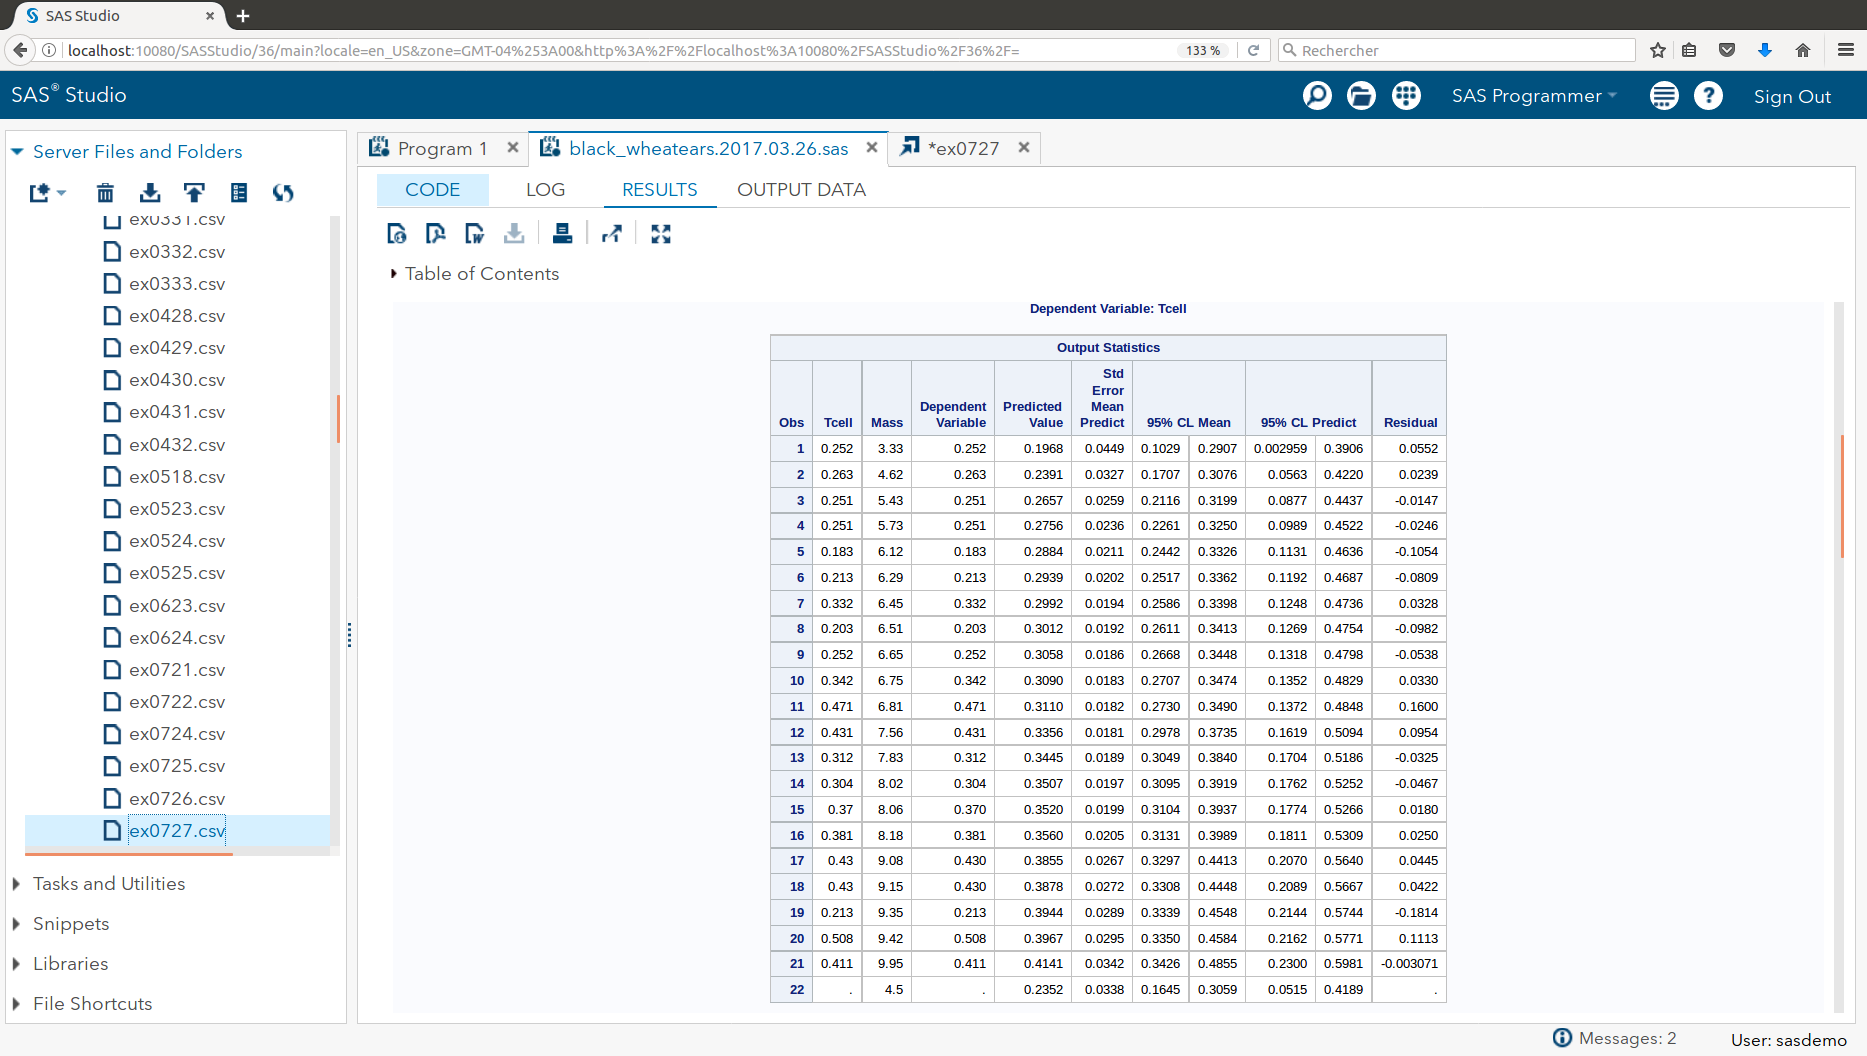 SAS Studio
localhost:10080/SASStudio/36/main?locale=en_US&zone=GMT-04%253A00&http%3A%2F%2Flocalhost%3A10080%2FSASStudio%2F36%2F=
133 %
Rechercher
SAS® Studio
SAS Programmer
Sign Out
Server Files and Folders
ex0331.csv
ex0332.csv
ex0333.csv
ex0428.csv
ex0429.csv
ex0430.csv
ex0431.csv
ex0432.csv
ex0518.csv
ex0523.csv
ex0524.csv
ex0525.csv
ex0623.csv
ex0624.csv
ex0721.csv
ex0722.csv
ex0724.csv
ex0725.csv
ex0726.csv
ex0727.csv
Tasks and Utilities
Snippets
Libraries
File Shortcuts
Program 1
black_wheatears.2017.03.26.sas
*ex0727
CODE LOG RESULTS OUTPUT DATA
Table of Contents
Dependent Variable: Tcell
Output Statistics
Obs Tcell Mass Dependent Variable Predicted Value Std Error Mean Predict 95% CL Mean 95% CL Predict Residual
1 0.252 3.33 0.252 0.1968 0.0449 0.1029 0.2907 0.002959 0.3906 0.0552
2 0.263 4.62 0.263 0.2391 0.0327 0.1707 0.3076 0.0563 0.4220 0.0239
3 0.251 5.43 0.251 0.2657 0.0259 0.2116 0.3199 0.0877 0.4437 -0.0147
4 0.251 5.73 0.251 0.2756 0.0236 0.2261 0.3250 0.0989 0.4522 -0.0246
5 0.183 6.12 0.183 0.2884 0.0211 0.2442 0.3326 0.1131 0.4636 -0.1054
6 0.213 6.29 0.213 0.2939 0.0202 0.2517 0.3362 0.1192 0.4687 -0.0809
7 0.332 6.45 0.332 0.2992 0.0194 0.2586 0.3398 0.1248 0.4736 0.0328
8 0.203 6.51 0.203 0.3012 0.0192 0.2611 0.3413 0.1269 0.4754 -0.0982
9 0.252 6.65 0.252 0.3058 0.0186 0.2668 0.3448 0.1318 0.4798 -0.0538
10 0.342 6.75 0.342 0.3090 0.0183 0.2707 0.3474 0.1352 0.4829 0.0330
11 0.471 6.81 0.471 0.3110 0.0182 0.2730 0.3490 0.1372 0.4848 0.1600
12 0.431 7.56 0.431 0.3356 0.0181 0.2978 0.3735 0.1619 0.5094 0.0954
13 0.312 7.83 0.312 0.3445 0.0189 0.3049 0.3840 0.1704 0.5186 -0.0325
14 0.304 8.02 0.304 0.3507 0.0197 0.3095 0.3919 0.1762 0.5252 -0.0467
15 0.37 8.06 0.370 0.3520 0.0199 0.3104 0.3937 0.1774 0.5266 0.0180
16 0.381 8.18 0.381 0.3560 0.0205 0.3131 0.3989 0.1811 0.5309 0.0250
17 0.43 9.08 0.430 0.3855 0.0267 0.3297 0.4413 0.2070 0.5640 0.0445
18 0.43 9.15 0.430 0.3878 0.0272 0.3308 0.4448 0.2089 0.5667 0.0422
19 0.213 9.35 0.213 0.3944 0.0289 0.3339 0.4548 0.2144 0.5744 -0.1814
20 0.508 9.42 0.508 0.3967 0.0295 0.3350 0.4584 0.2162 0.5771 0.1113
21 0.411 9.95 0.411 0.4141 0.0342 0.3426 0.4855 0.2300 0.5981 -0.003071
22 . 4.5 . 0.2352 0.0338 0.1645 0.3059 0.0515 0.4189 .
Messages: 2
User: sasdemo